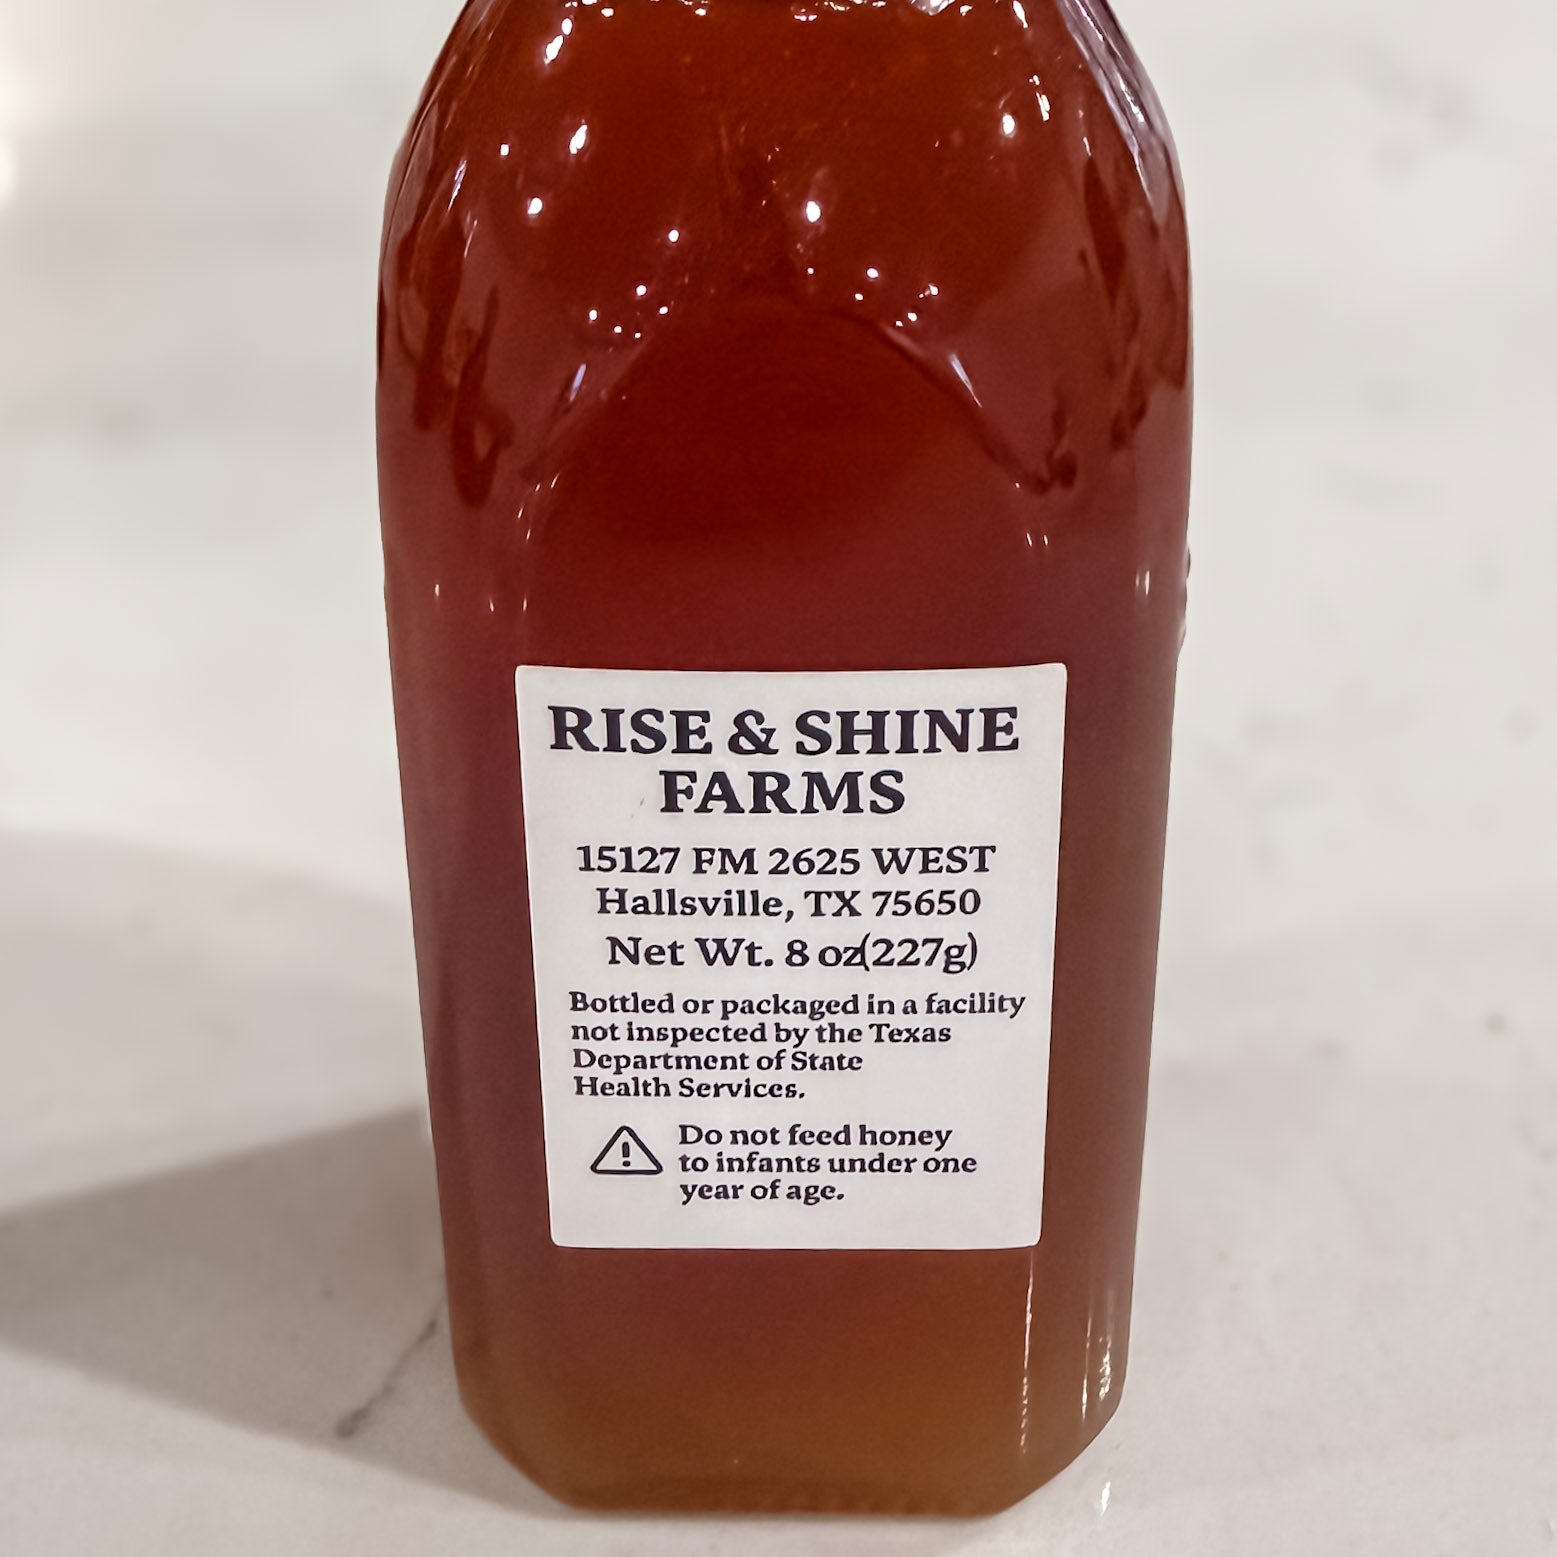 RISE & SHINE
FARMS
15127 FM 2625 WEST
Hallsville, TX 75650
Net Wt. 8 oz(227g)
Bottled or packaged in a facility
not inspected by the Texas
Department of State
Health Services.
Do not feed honey
to infants under one
year of age.